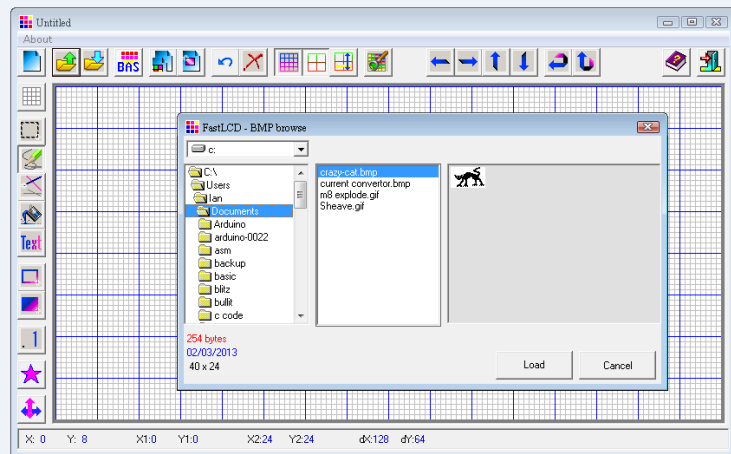 Untitled
About
BAS
FastLCD - BMP browse
c:
C:\
Users
Ian
Documents
Arduino
arduino-0022
asm
backup
basic
blitz
bullit
c code
crazy-cat.bmp
current convertor.bmp
m8 explode.gif
Sheave.gif
Text
.1
254 bytes
02/03/2013
40 x 24
Load
Cancel
X: 0 Y: 8 X1:0 Y1:0 X2:24 Y2:24 dX:128 dY:64